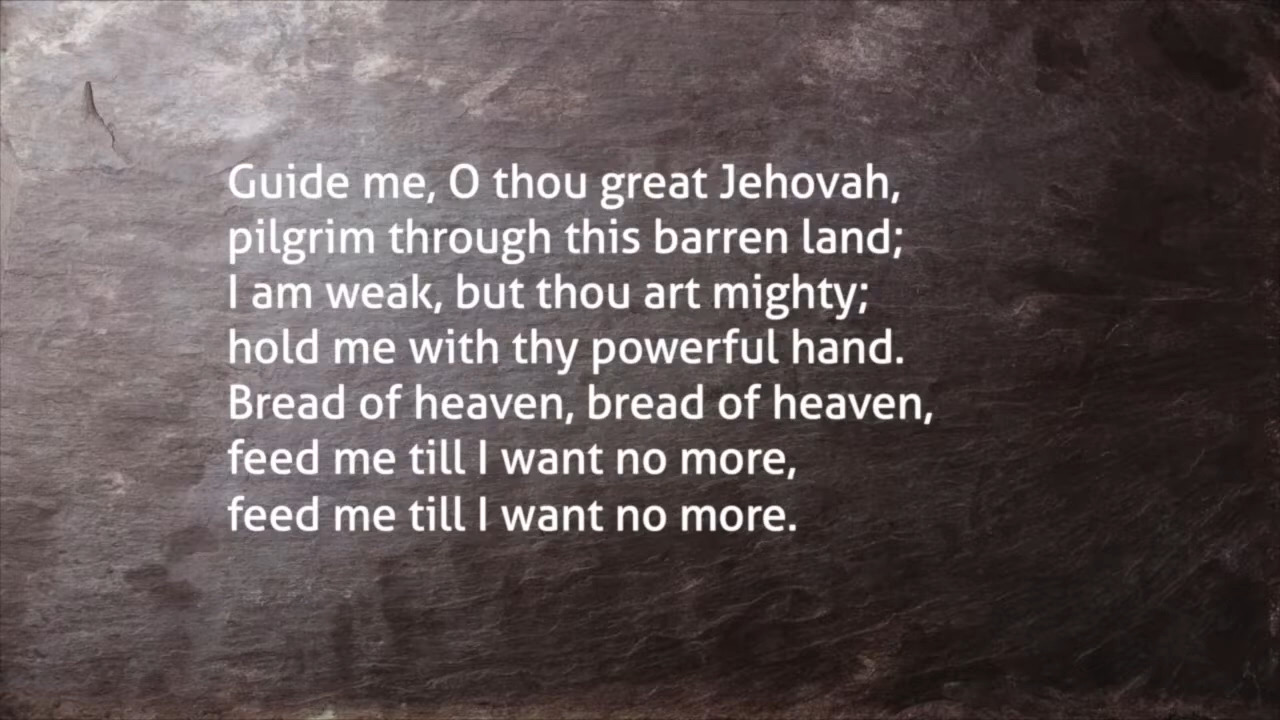 Guide me, O thou great Jehovah,
pilgrim through this barren land;
I am weak, but thou art mighty;
hold me with thy powerful hand.
Bread of heaven, bread of heaven,
feed me till I want no more,
feed me till I want no more.